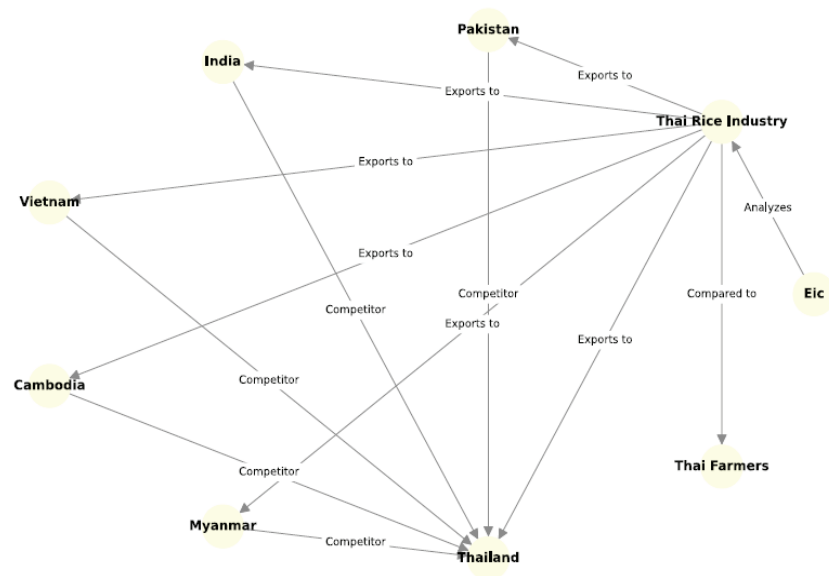 Pakistan
India
Exports to
Exports to
Thai Rice Industry
Exports to
Vietnam
Analyzes
Exports to
Competitor
Compared to
Eic
Competitor
Exports to
Exports to
Competitor
Cambodia
Thai Farmers
Competitor
Myanmar
Competitor
Thailand